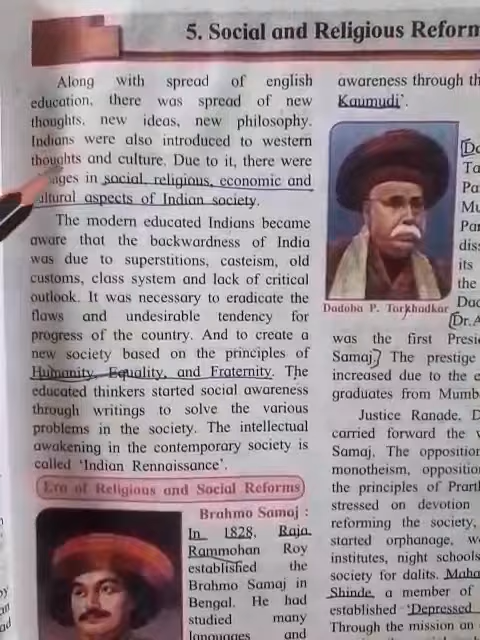 5. Social and Religious Reform
Along with spread of english
education, there was spread of new
thoughts, new ideas, new philosophy.
Indians were also introduced to western
thoughts and culture. Due to it, there were
in social, religious, economic and
aspects of Indian society.
The modern educated Indians became
aware that the backwardness of India
was due to superstitions, casteism, old
customs, class system and lack of critical
outlook. It was necessary to eradicate the
flaws and undesirable tendency for
progress of the country. And to create a
new society based on the principles of
Humanity, Equality, and Fraternity. The
educated thinkers started social awareness
through writings to solve the various
problems in the society. The intellectual
awakening in the contemporary society is
called ‘Indian Rennoissance’.
Era of Religious and Social Reforms
Brahmo Samaj :
In 1828, Raja
Rammohan Roy
established the
Brahmo Samaj in
Bengal. He had
studied many
languages and
awareness through
Kaumudi’.
Dadoba P. Tarkhadkar
was the first
Samaj. The prestige
increased due to the
graduates from
Justice Ranade,
carried forward the
Samaj. The opposition
monotheism,
the principles of
stressed on devotion
reforming the society,
started orphanage,
institutes, night schools
society for dalits.
Shinde, a member of
established ‘Depressed
Through the mission an